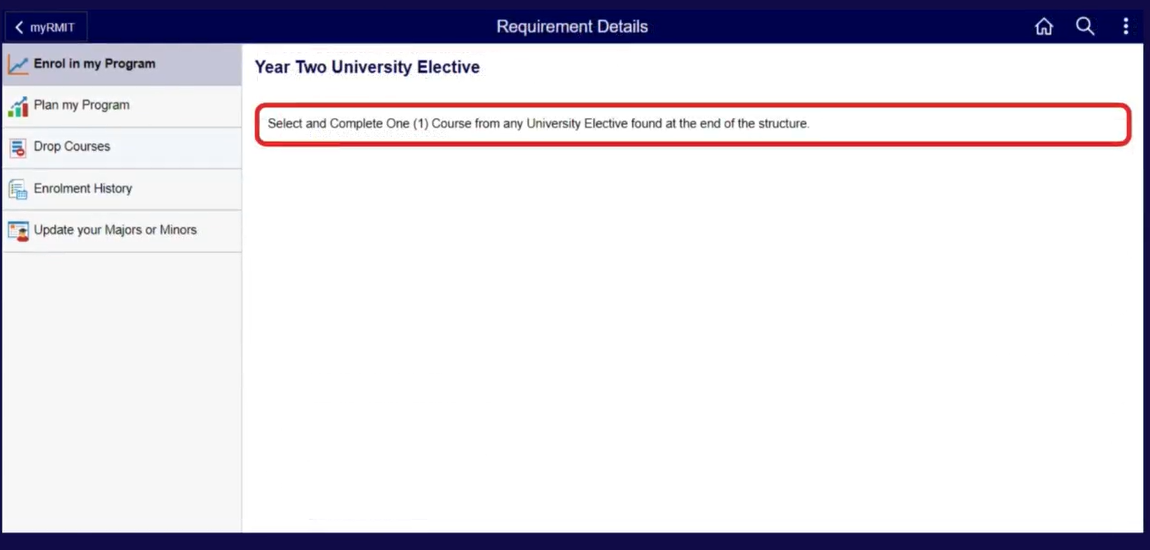 myRMIT
Requirement Details
Enrol in my Program
Plan my Program
Drop Courses
Enrolment History
Update your Majors or Minors
Year Two University Elective
Select and Complete One (1) Course from any University Elective found at the end of the structure.